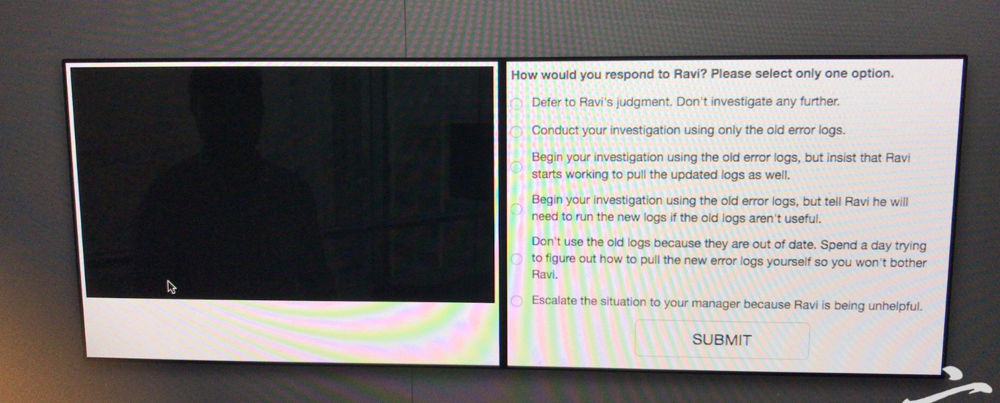 How would you respond to Ravi? Please select only one option.
Defer to Ravi's judgment. Don't investigate any further.
Conduct your investigation using only the old error logs.
Begin your investigation using the old error logs, but insist that Ravi
starts working to pull the updated logs as well.
Begin your investigation using the old error logs, but tell Ravi he will
need to run the new logs if the old logs aren't useful.
Don't use the old logs because they are out of date. Spend a day trying
to figure out how to pull the new error logs yourself so you won't bother
Ravi.
Escalate the situation to your manager because Ravi is being unhelpful.
SUBMIT